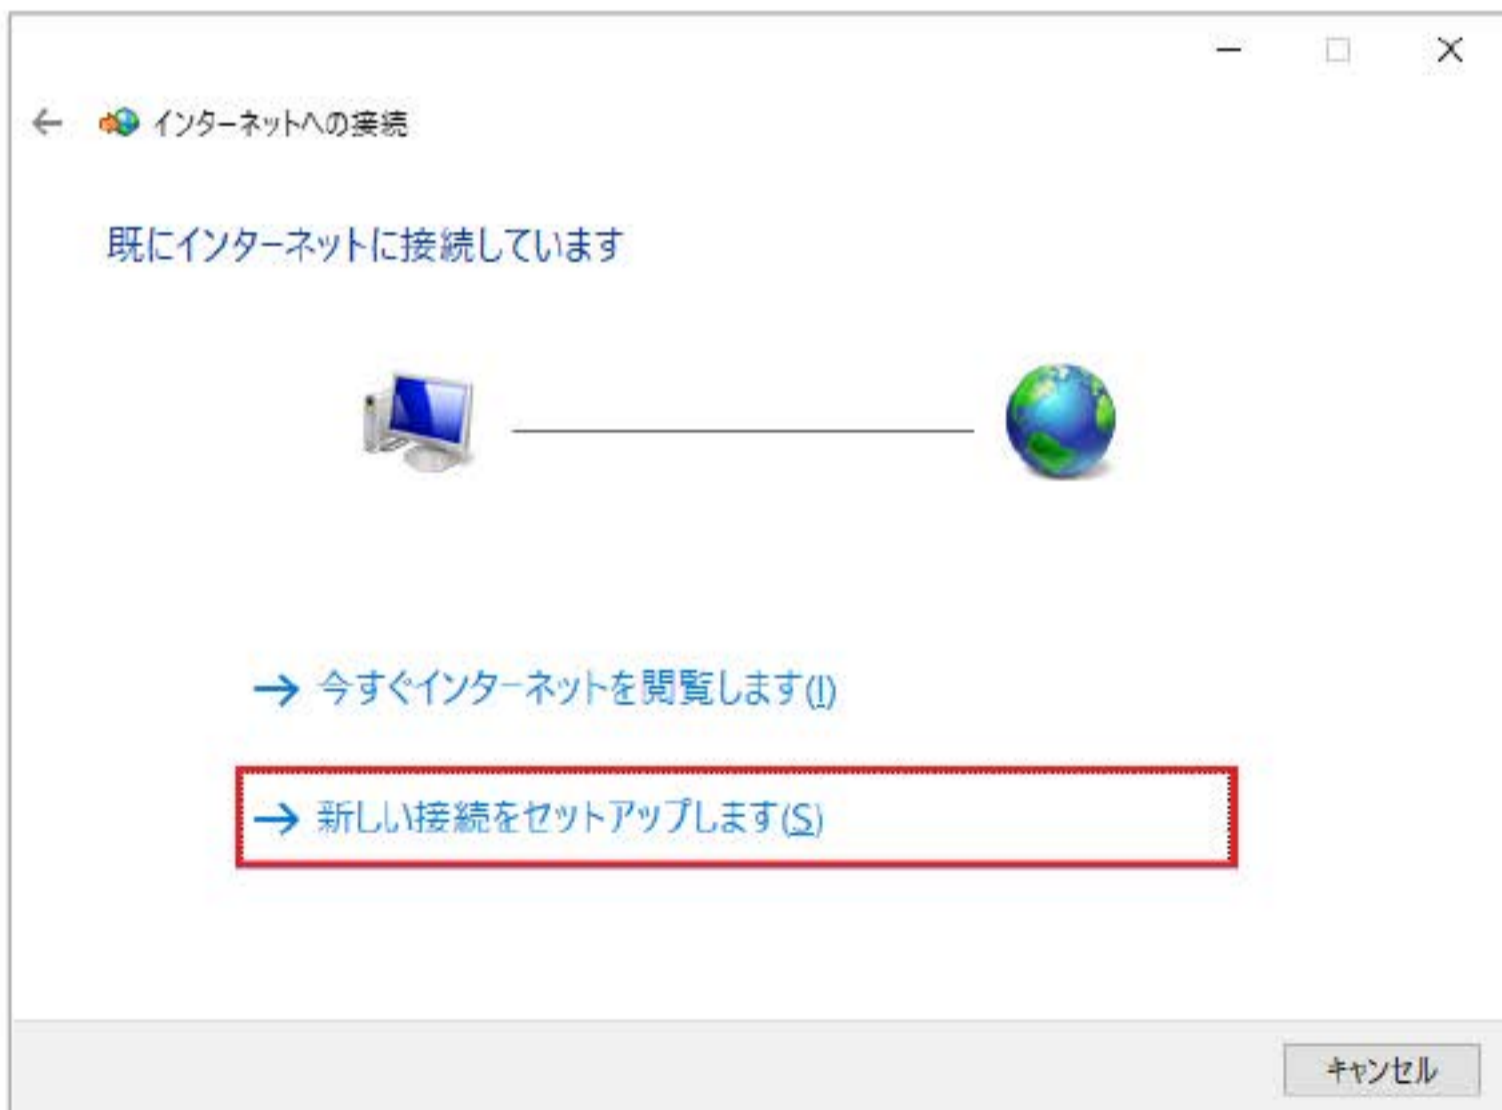 インターネットへの接続
既にインターネットに接続しています
→ 今すぐインターネットを閲覧します(I)
→ 新しい接続をセットアップします(S)
キャンセル